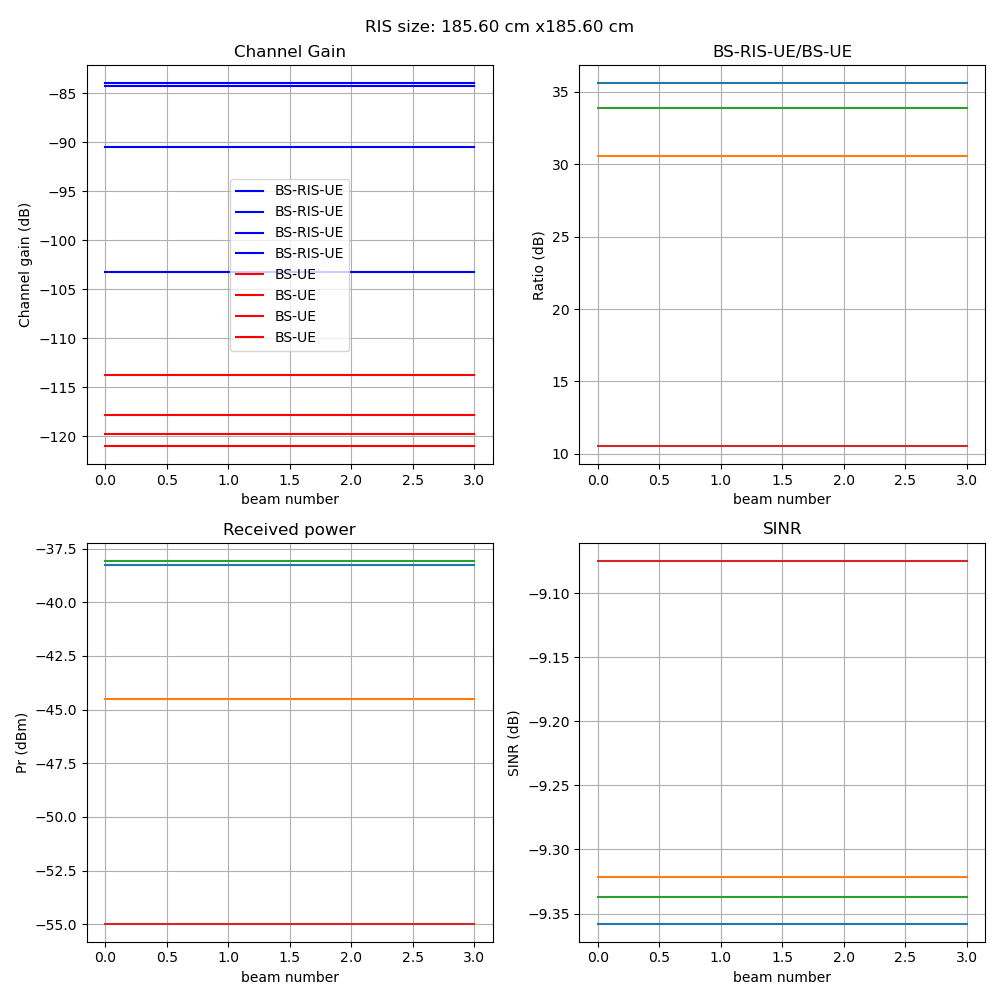 RIS size: 185.60 cm x185.60 cm
Channel Gain
Channel gain (dB)
−85
−90
−95
−100
−105
−110
−115
−120
BS-RIS-UE
BS-RIS-UE
BS-RIS-UE
BS-RIS-UE
BS-UE
BS-UE
BS-UE
BS-UE
0.0 0.5 1.0 1.5 2.0 2.5 3.0
beam number
BS-RIS-UE/BS-UE
Ratio (dB)
35
30
25
20
15
10
0.0 0.5 1.0 1.5 2.0 2.5 3.0
beam number
Received power
Pr (dBm)
−37.5
−40.0
−42.5
−45.0
−47.5
−50.0
−52.5
−55.0
0.0 0.5 1.0 1.5 2.0 2.5 3.0
beam number
SINR
SINR (dB)
−9.10
−9.15
−9.20
−9.25
−9.30
−9.35
0.0 0.5 1.0 1.5 2.0 2.5 3.0
beam number